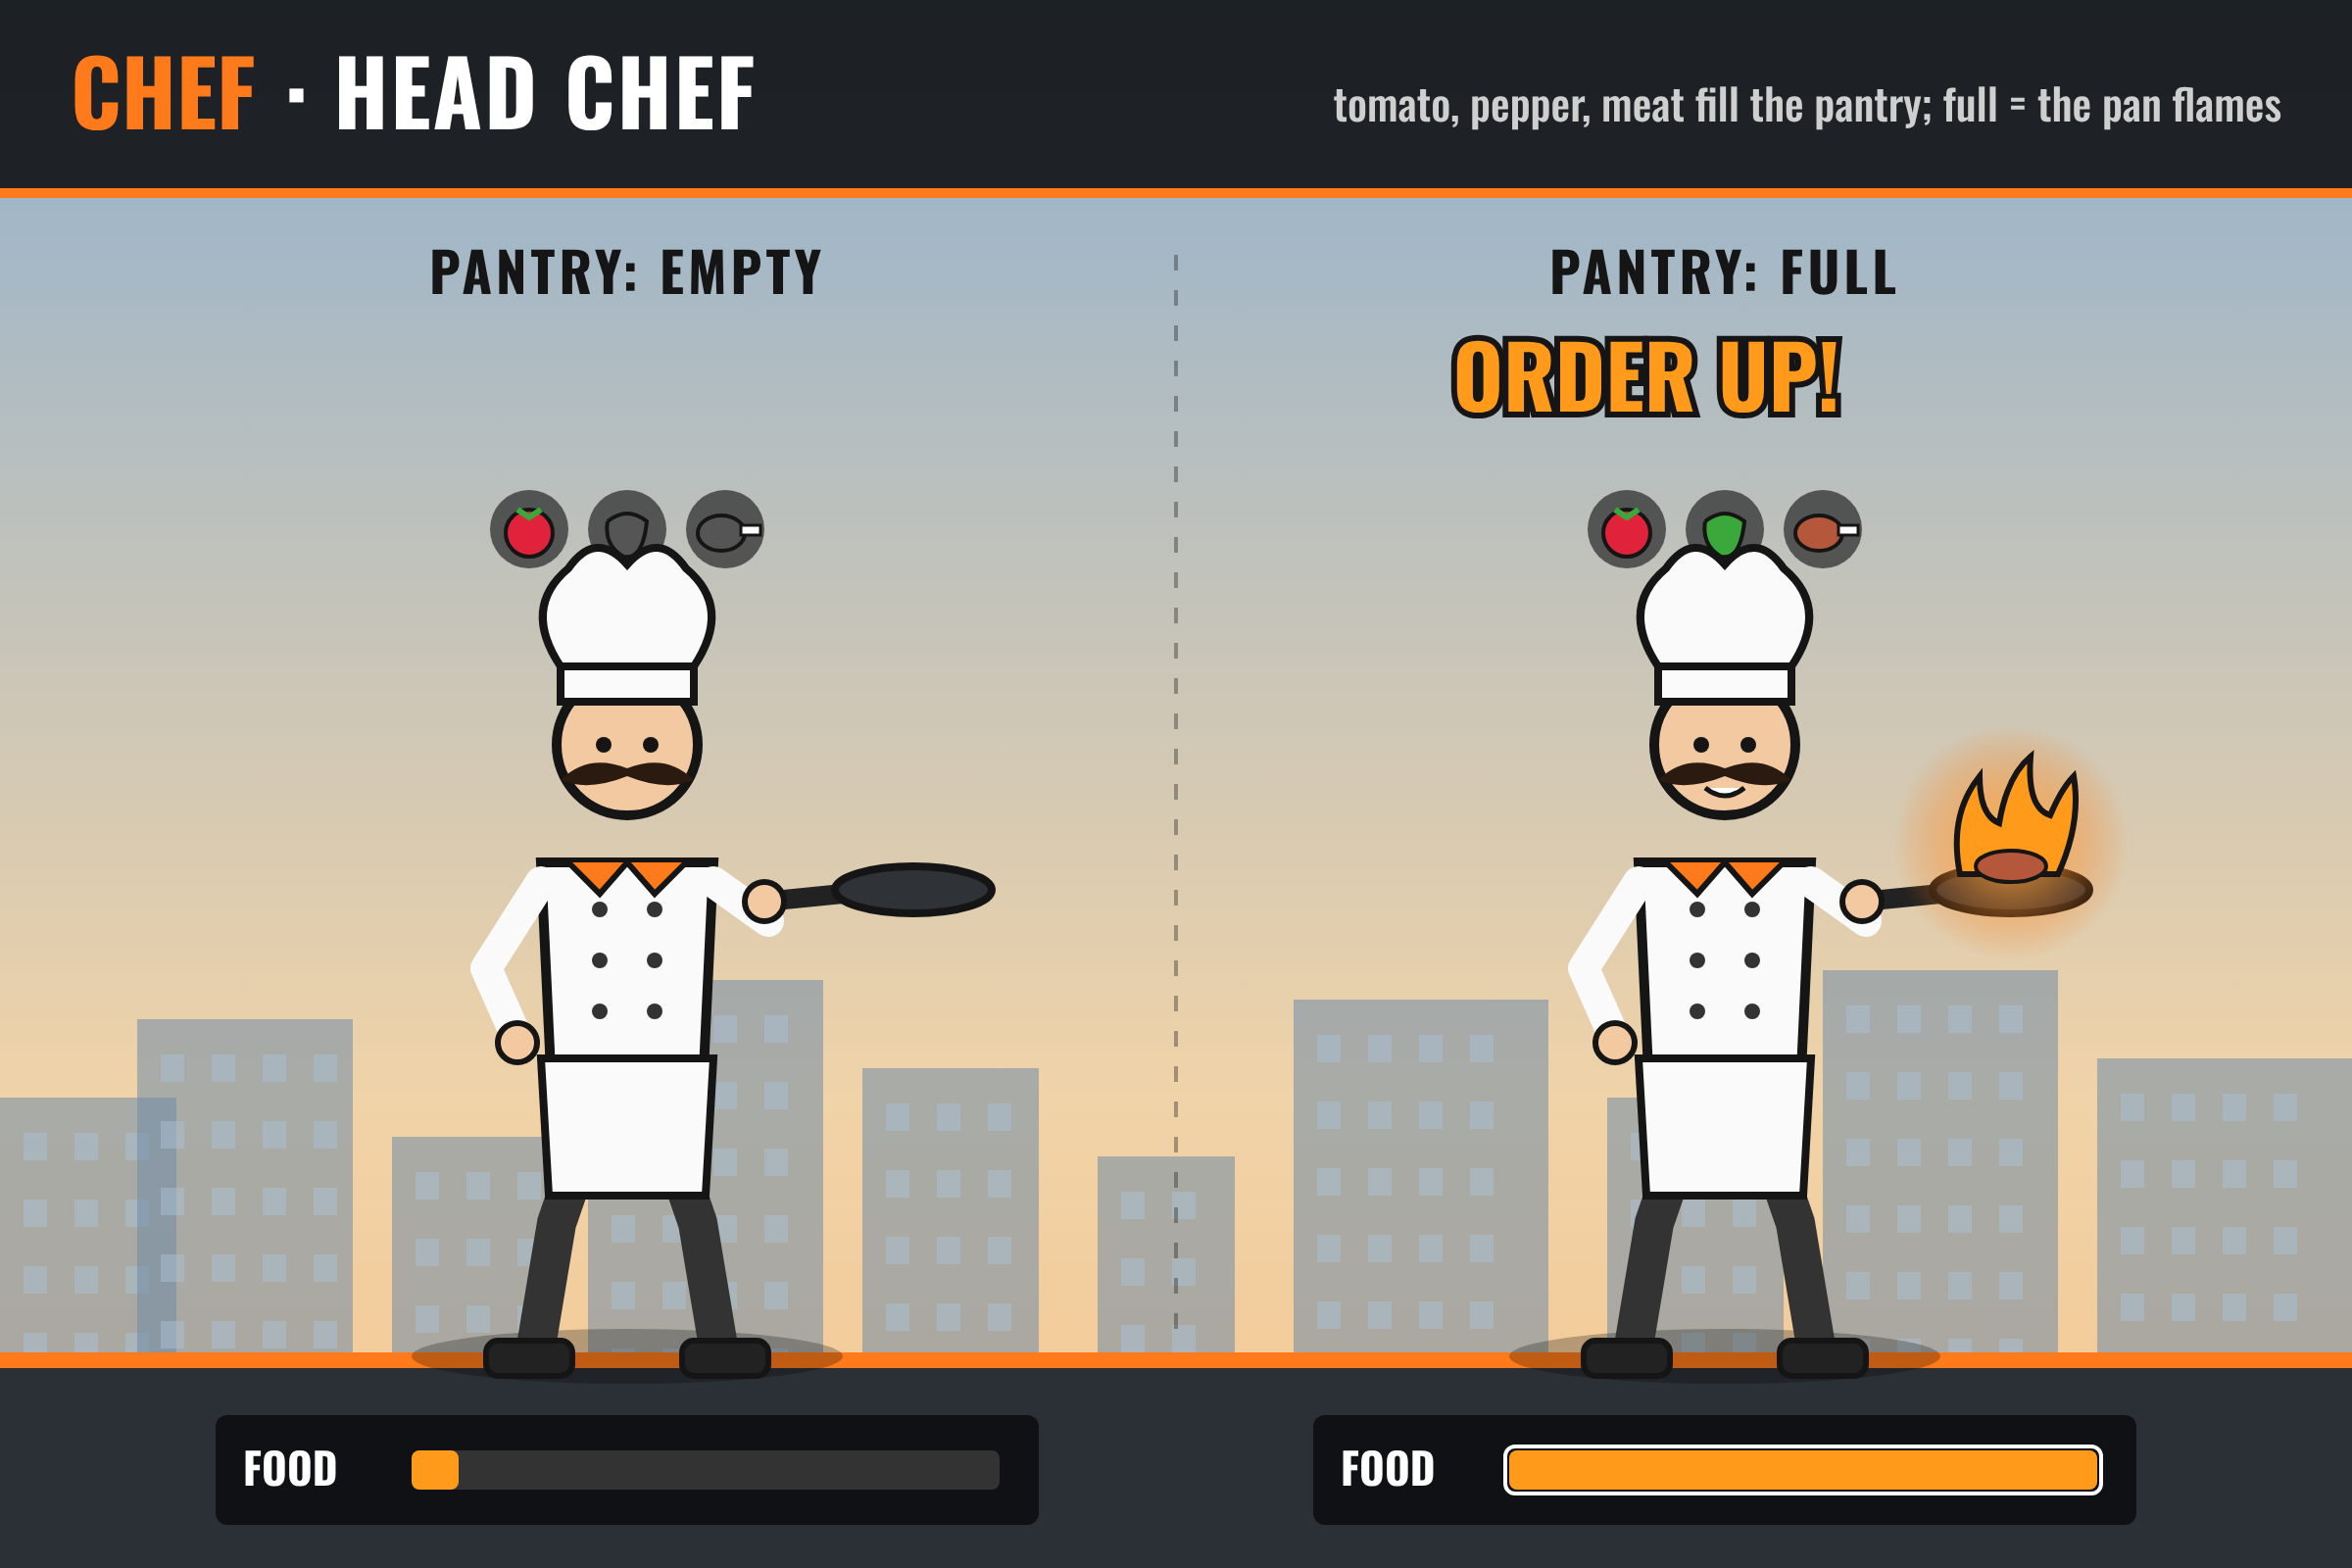 CHEF · HEAD CHEF
tomato, pepper, meat fill the pantry; full = the pan flames
PANTRY: EMPTY
PANTRY: FULL
ORDER UP!
FOOD
FOOD